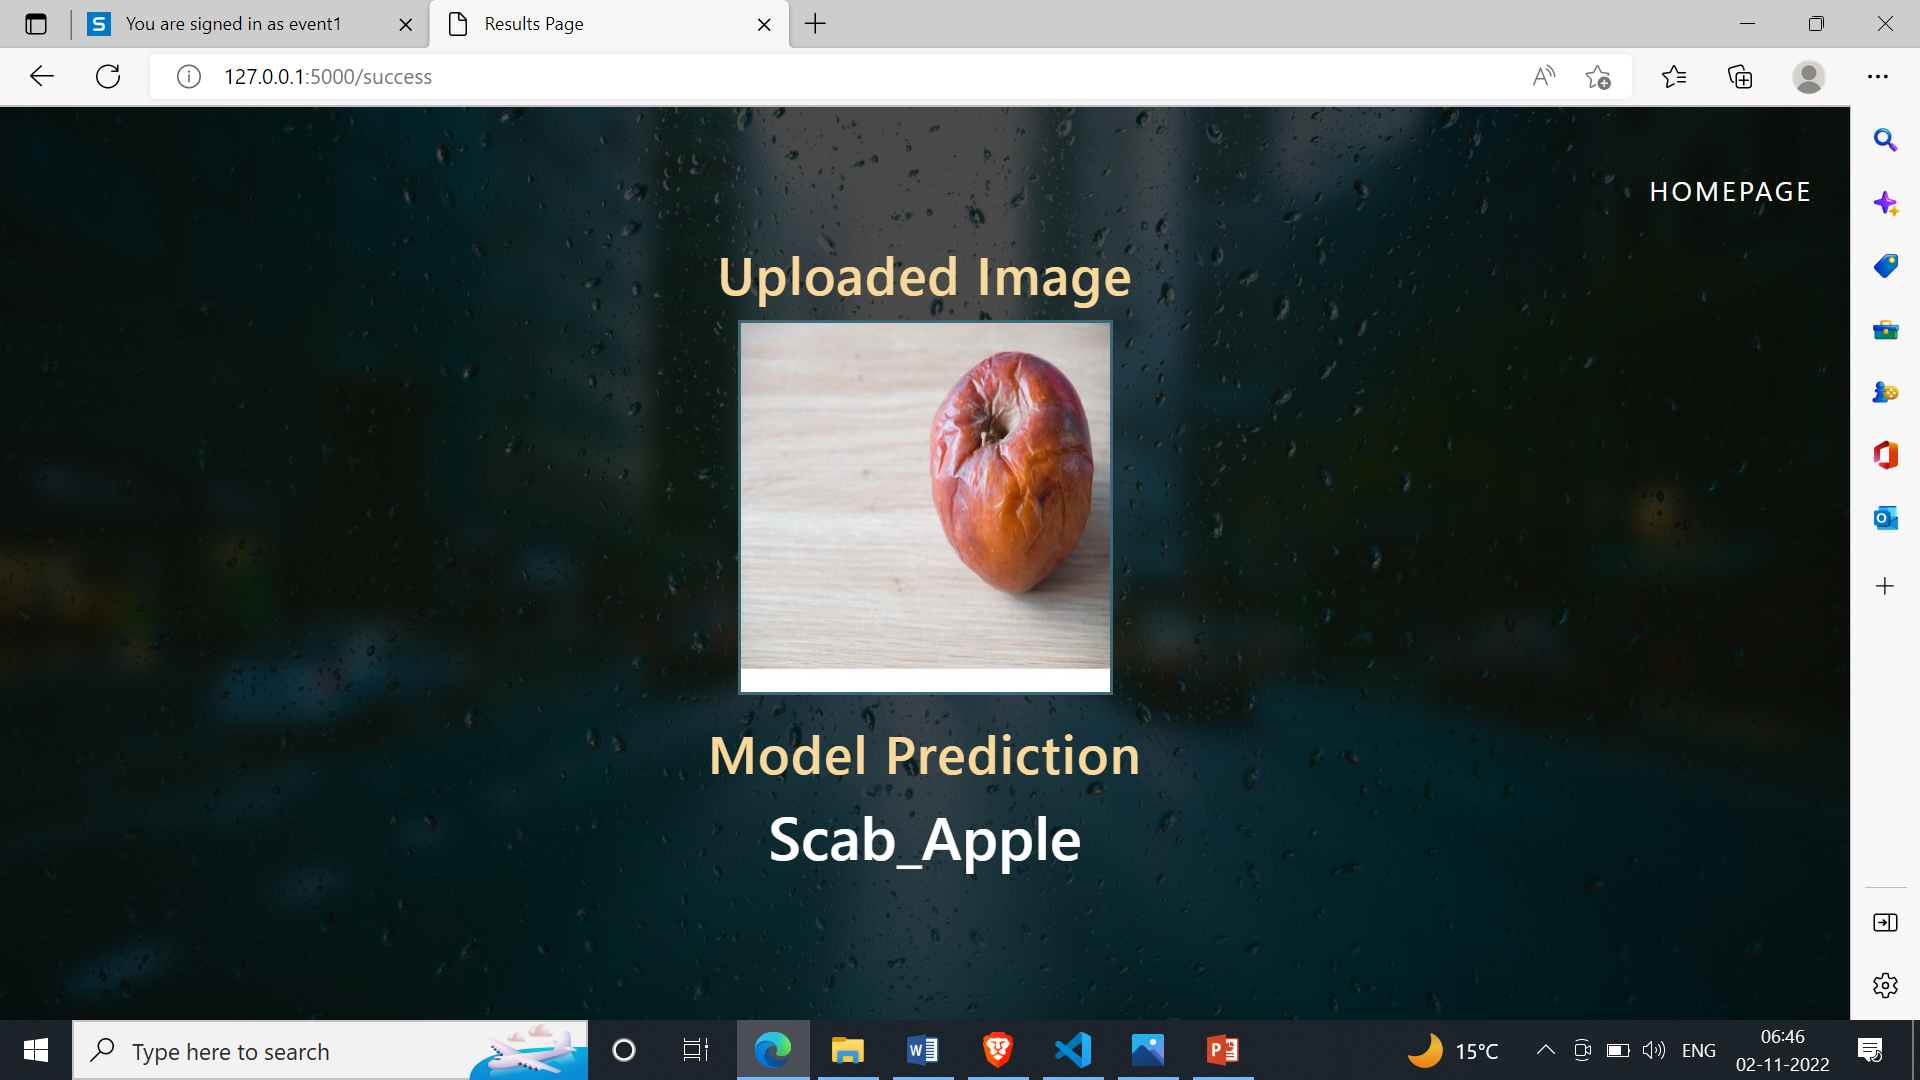 You are signed in as event1
Results Page
127.0.0.1:5000/success
HOMEPAGE
Uploaded Image
Model Prediction
Scab_Apple
Type here to search
15°C
ENG
06:46
02-11-2022